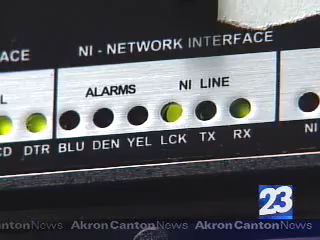 ACE
NI - NETWORK INTERFACE
L
ALARMS
NI LINE
CD DTR BLU DEN YEL LCK TX RX
NI
23
antonNews AkronCantonNews AkronCantonNews